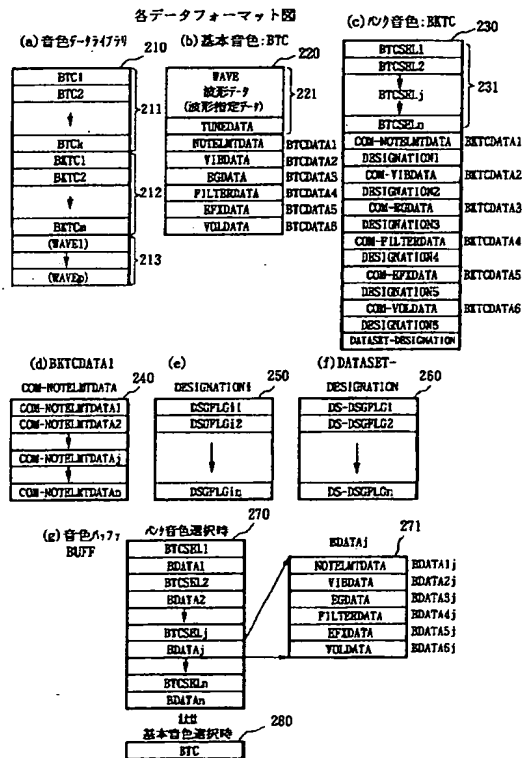 各データフォーマット図
(a)音色データライブラリ
210
BTC1
BTC2
BTCk
211
BKTC1
BKTC2
BKTCm
212
(WAVE1)
(WAVEp)
213
(b)基本音色:BTC
220
WAVE
波形データ
(波形指定データ)
TUNEDATA
221
NOTELMTDATA BTCDATA1
VIBDATA BTCDATA2
EGDATA BTCDATA3
FILTERDATA BTCDATA4
EFXDATA BTCDATA5
VOLDATA BTCDATA6
(c)バンク音色:BKTC
230
BTCSEL1
BTCSEL2
BTCSELj
BTCSELn
231
COM-NOTELMTDATA BKTCDATA1
DESIGNATION1
COM-VIBDATA BKTCDATA2
DESIGNATION2
COM-EGDATA BKTCDATA3
DESIGNATION3
COM-FILTERDATA BKTCDATA4
DESIGNATION4
COM-EFXDATA BKTCDATA5
DESIGNATION5
COM-VOLDATA BKTCDATA6
DESIGNATION6
DATASET-DESIGNATION
(d)BKTCDATA1
COM-NOTELMTDATA
240
COM-NOTELMTDATA1
COM-NOTELMTDATA2
COM-NOTELMTDATAj
COM-NOTELMTDATAn
(e)
DESIGNATIONi
250
DSGFLGi1
DSGFLGi2
DSGFLGin
(f)DATASET-
DESIGNATION
260
DS-DSGFLG1
DS-DSGFLG2
DS-DSGFLGn
(g)音色バッファ
BUFF
バンク音色選択時
270
BTCSEL1
BDATA1
BTCSEL2
BDATA2
BTCSELj
BDATAj
BTCSELn
BDATAn
BDATAj
271
NOTELMTDATA BDATA1j
VIBDATA BDATA2j
EGDATA BDATA3j
FILTERDATA BDATA4j
EFXDATA BDATA5j
VOLDATA BDATA6j
または
基本音色選択時
280
BTC